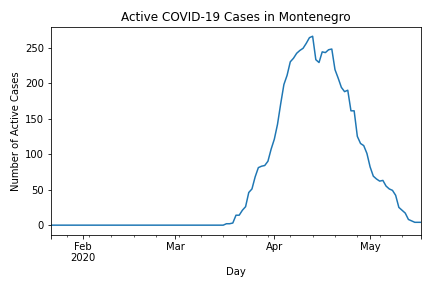 Active COVID-19 Cases in Montenegro
Number of Active Cases
250
200
150
100
50
0
Feb Mar Apr May
2020
Day